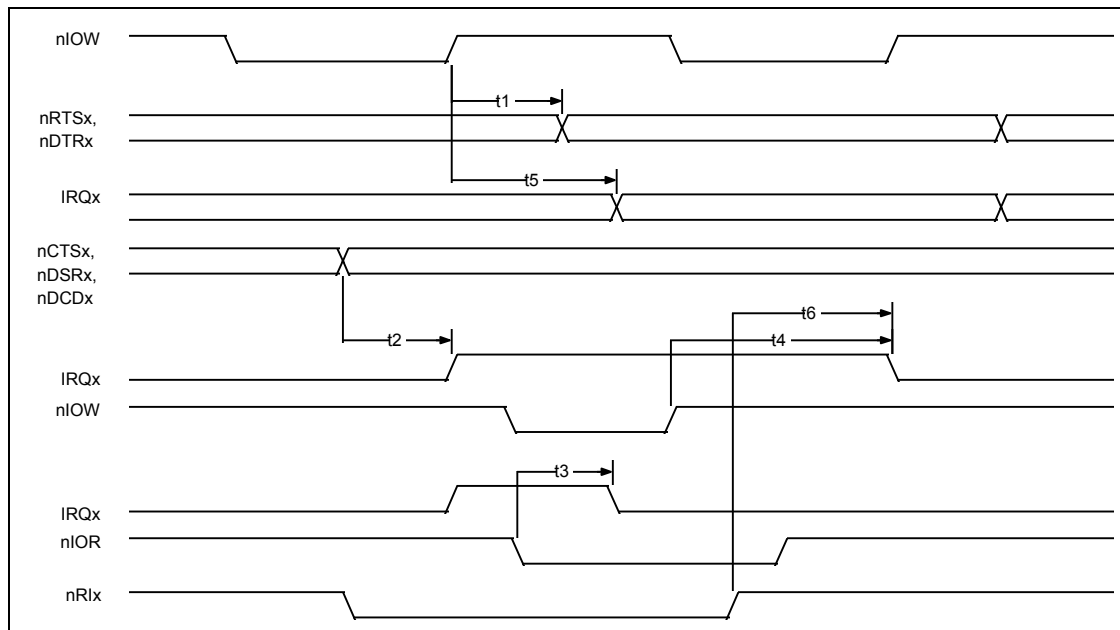 nIOW
t1
nRTSx,
nDTRx
t5
IRQx
nCTSx,
nDSRx,
nDCDx
t6
t2
t4
IRQx
nIOW
t3
IRQx
nIOR
nRIx